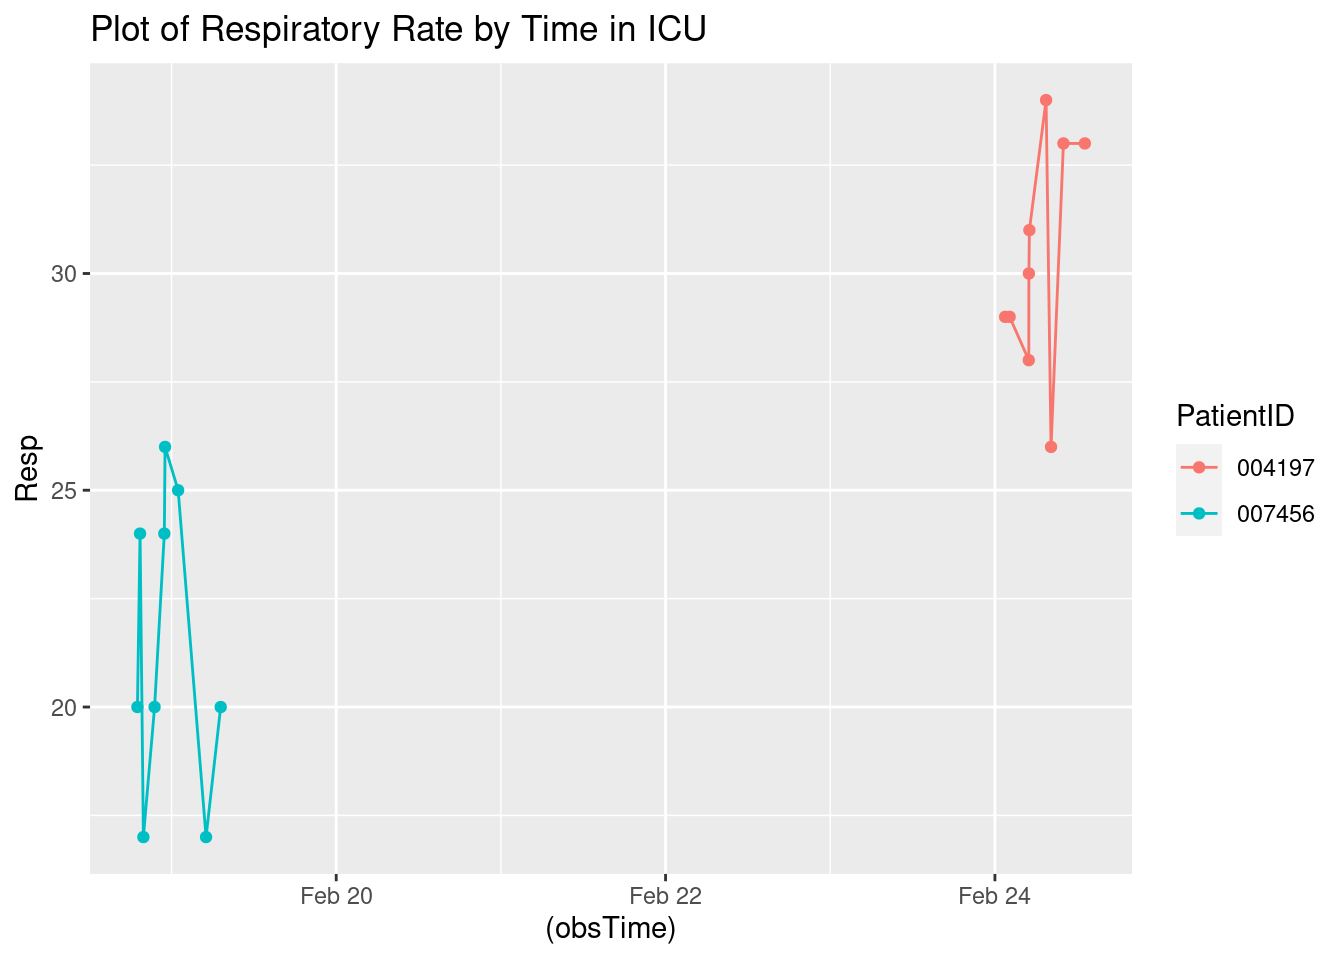 Plot of Respiratory Rate by Time in ICU
Resp
30
25
20
Feb 20
Feb 22
Feb 24
(obsTime)
PatientID
004197
007456